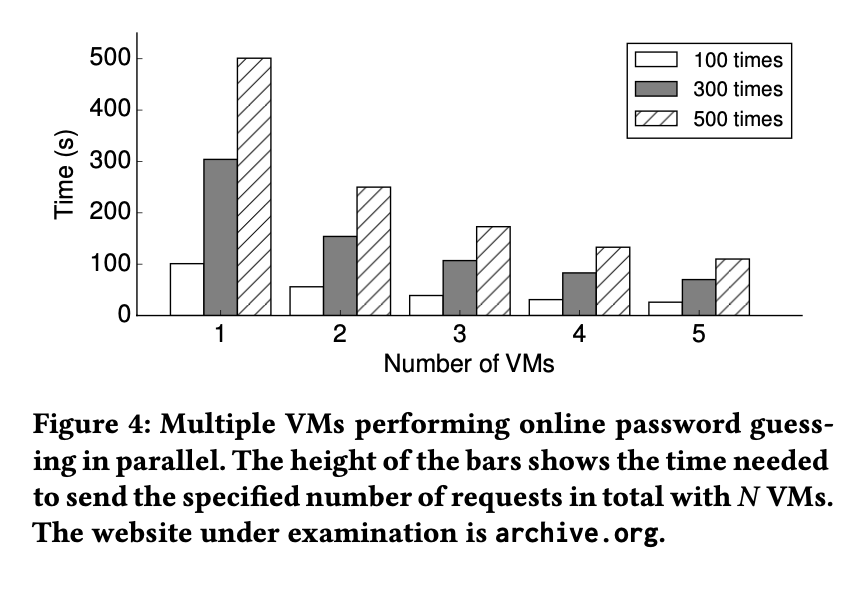 500
400
300
200
100
0
Time (s)
100 times
300 times
500 times
1 2 3 4 5
Number of VMs
Figure 4: Multiple VMs performing online password guess-
ing in parallel. The height of the bars shows the time needed
to send the specified number of requests in total with N VMs.
The website under examination is archive.org.